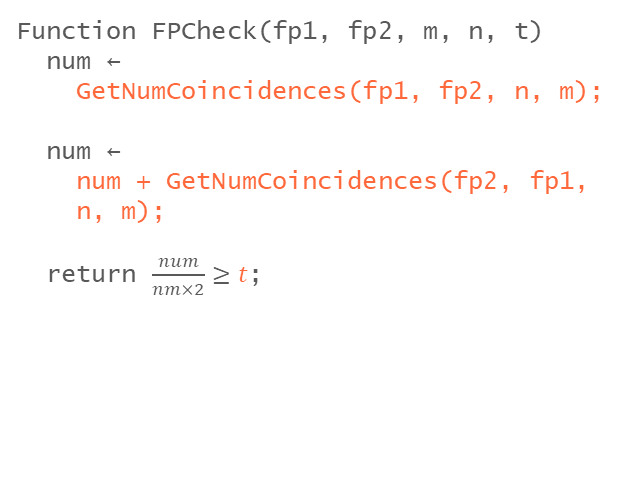 Function FPCheck(fp1, fp2, m, n, t)
num ←
GetNumCoincidences(fp1, fp2, n, m);
num ←
num + GetNumCoincidences(fp2, fp1,
n, m);
return num/nm×2 ≥ t;